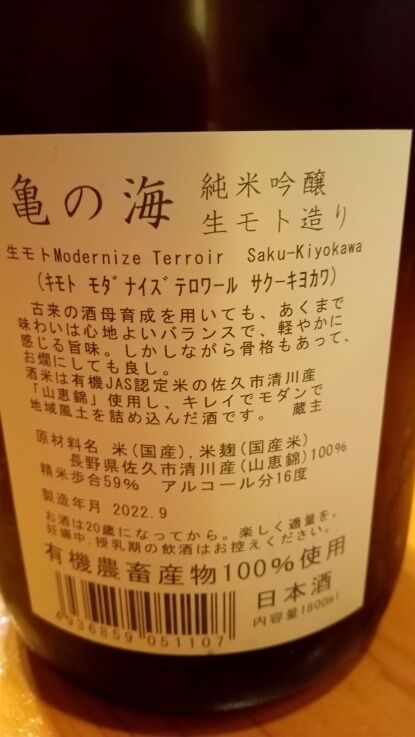 亀の海 純米吟醸
生モト造り
生モトModernize Terroir Saku-Kiyokawa
(キモト モダナイズテロワール サクーキヨカワ)
古来の酒母育成を用いても、あくまで
味わいは心地よいバランスで、軽やかに
感じる旨味。しかしながら骨格もあって、
お燗にしても良し。
酒米は有機JAS認定米の佐久市清川産
「山恵錦」使用し、キレイでモダンで
地域風土を詰め込んだ酒です。 蔵主
原材料名 米(国産),米麹(国産米)
長野県佐久市清川産(山恵錦)100%
精米歩合59% アルコール分16度
製造年月 2022.9
お酒は20歳になってから。楽しく適量を。
妊娠中.授乳期の飲酒はお控えください。
有機農畜産物100%使用
日本酒
内容量1800ml
4936859051107